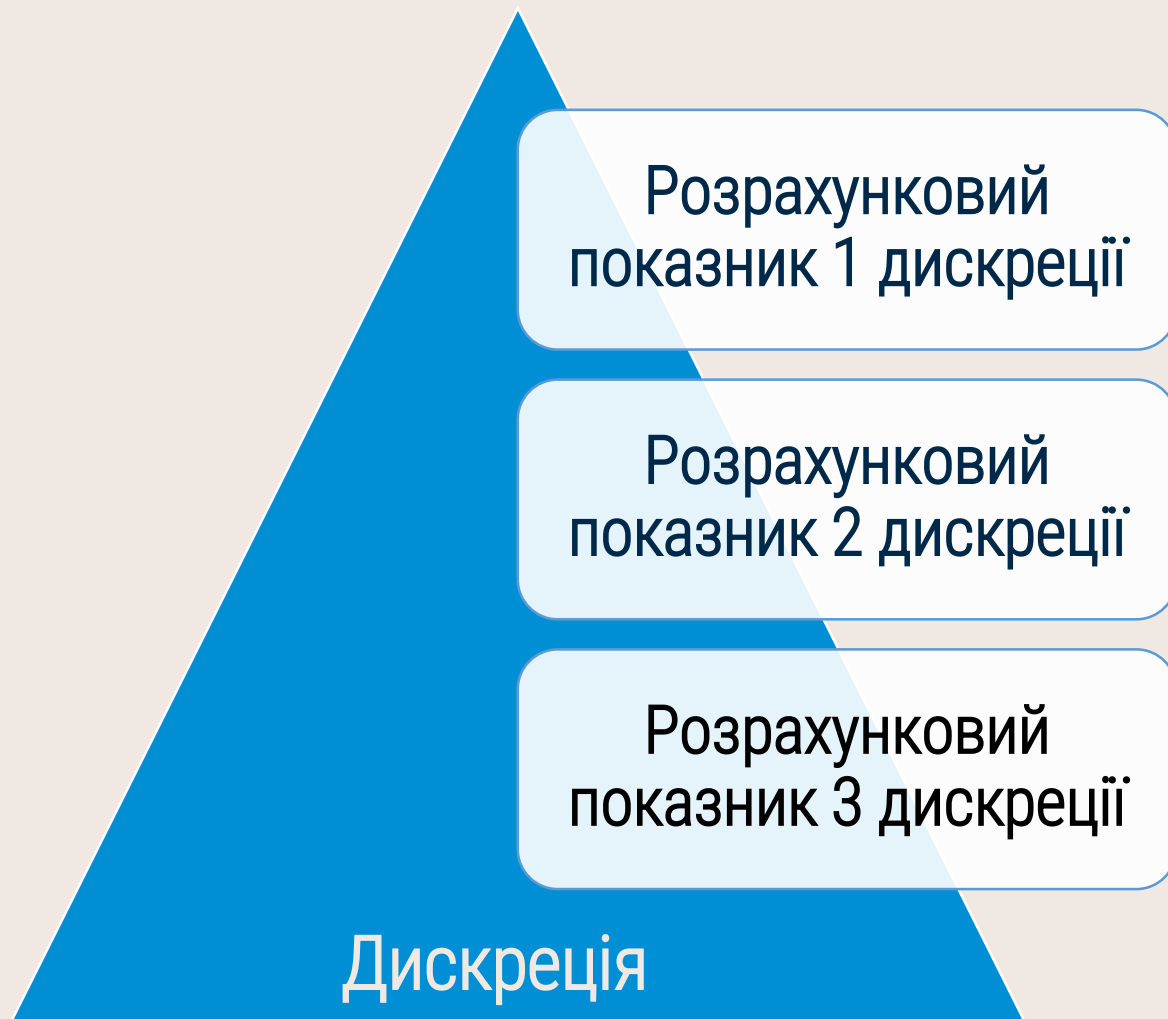 Розрахунковий
показник 1 дискреції
Розрахунковий
показник 2 дискреції
Розрахунковий
показник 3 дискреції
Дискреція